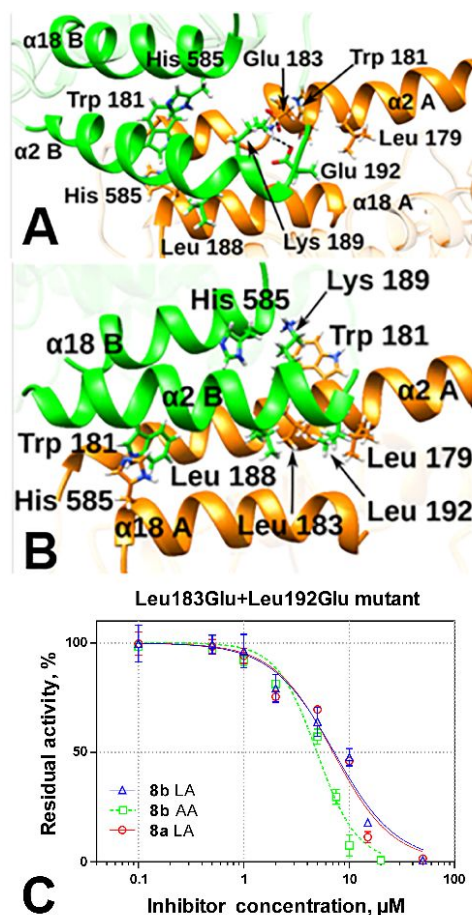 α18 B
His 585
Glu 183
Trp 181
Trp 181
α2 A
α2 B
Leu 179
Glu 192
His 585
α18 A
Leu 188
Lys 189
A
Lys 189
His 585
α18 B
Trp 181
α2 B
α2 A
Trp 181
Leu 188
Leu 179
His 585
α18 A
Leu 183
Leu 192
B
Leu183Glu+Leu192Glu mutant
Residual activity, %
100
50
0
8b LA
8b AA
8a LA
0.1
1
10
100
Inhibitor concentration, µM
C